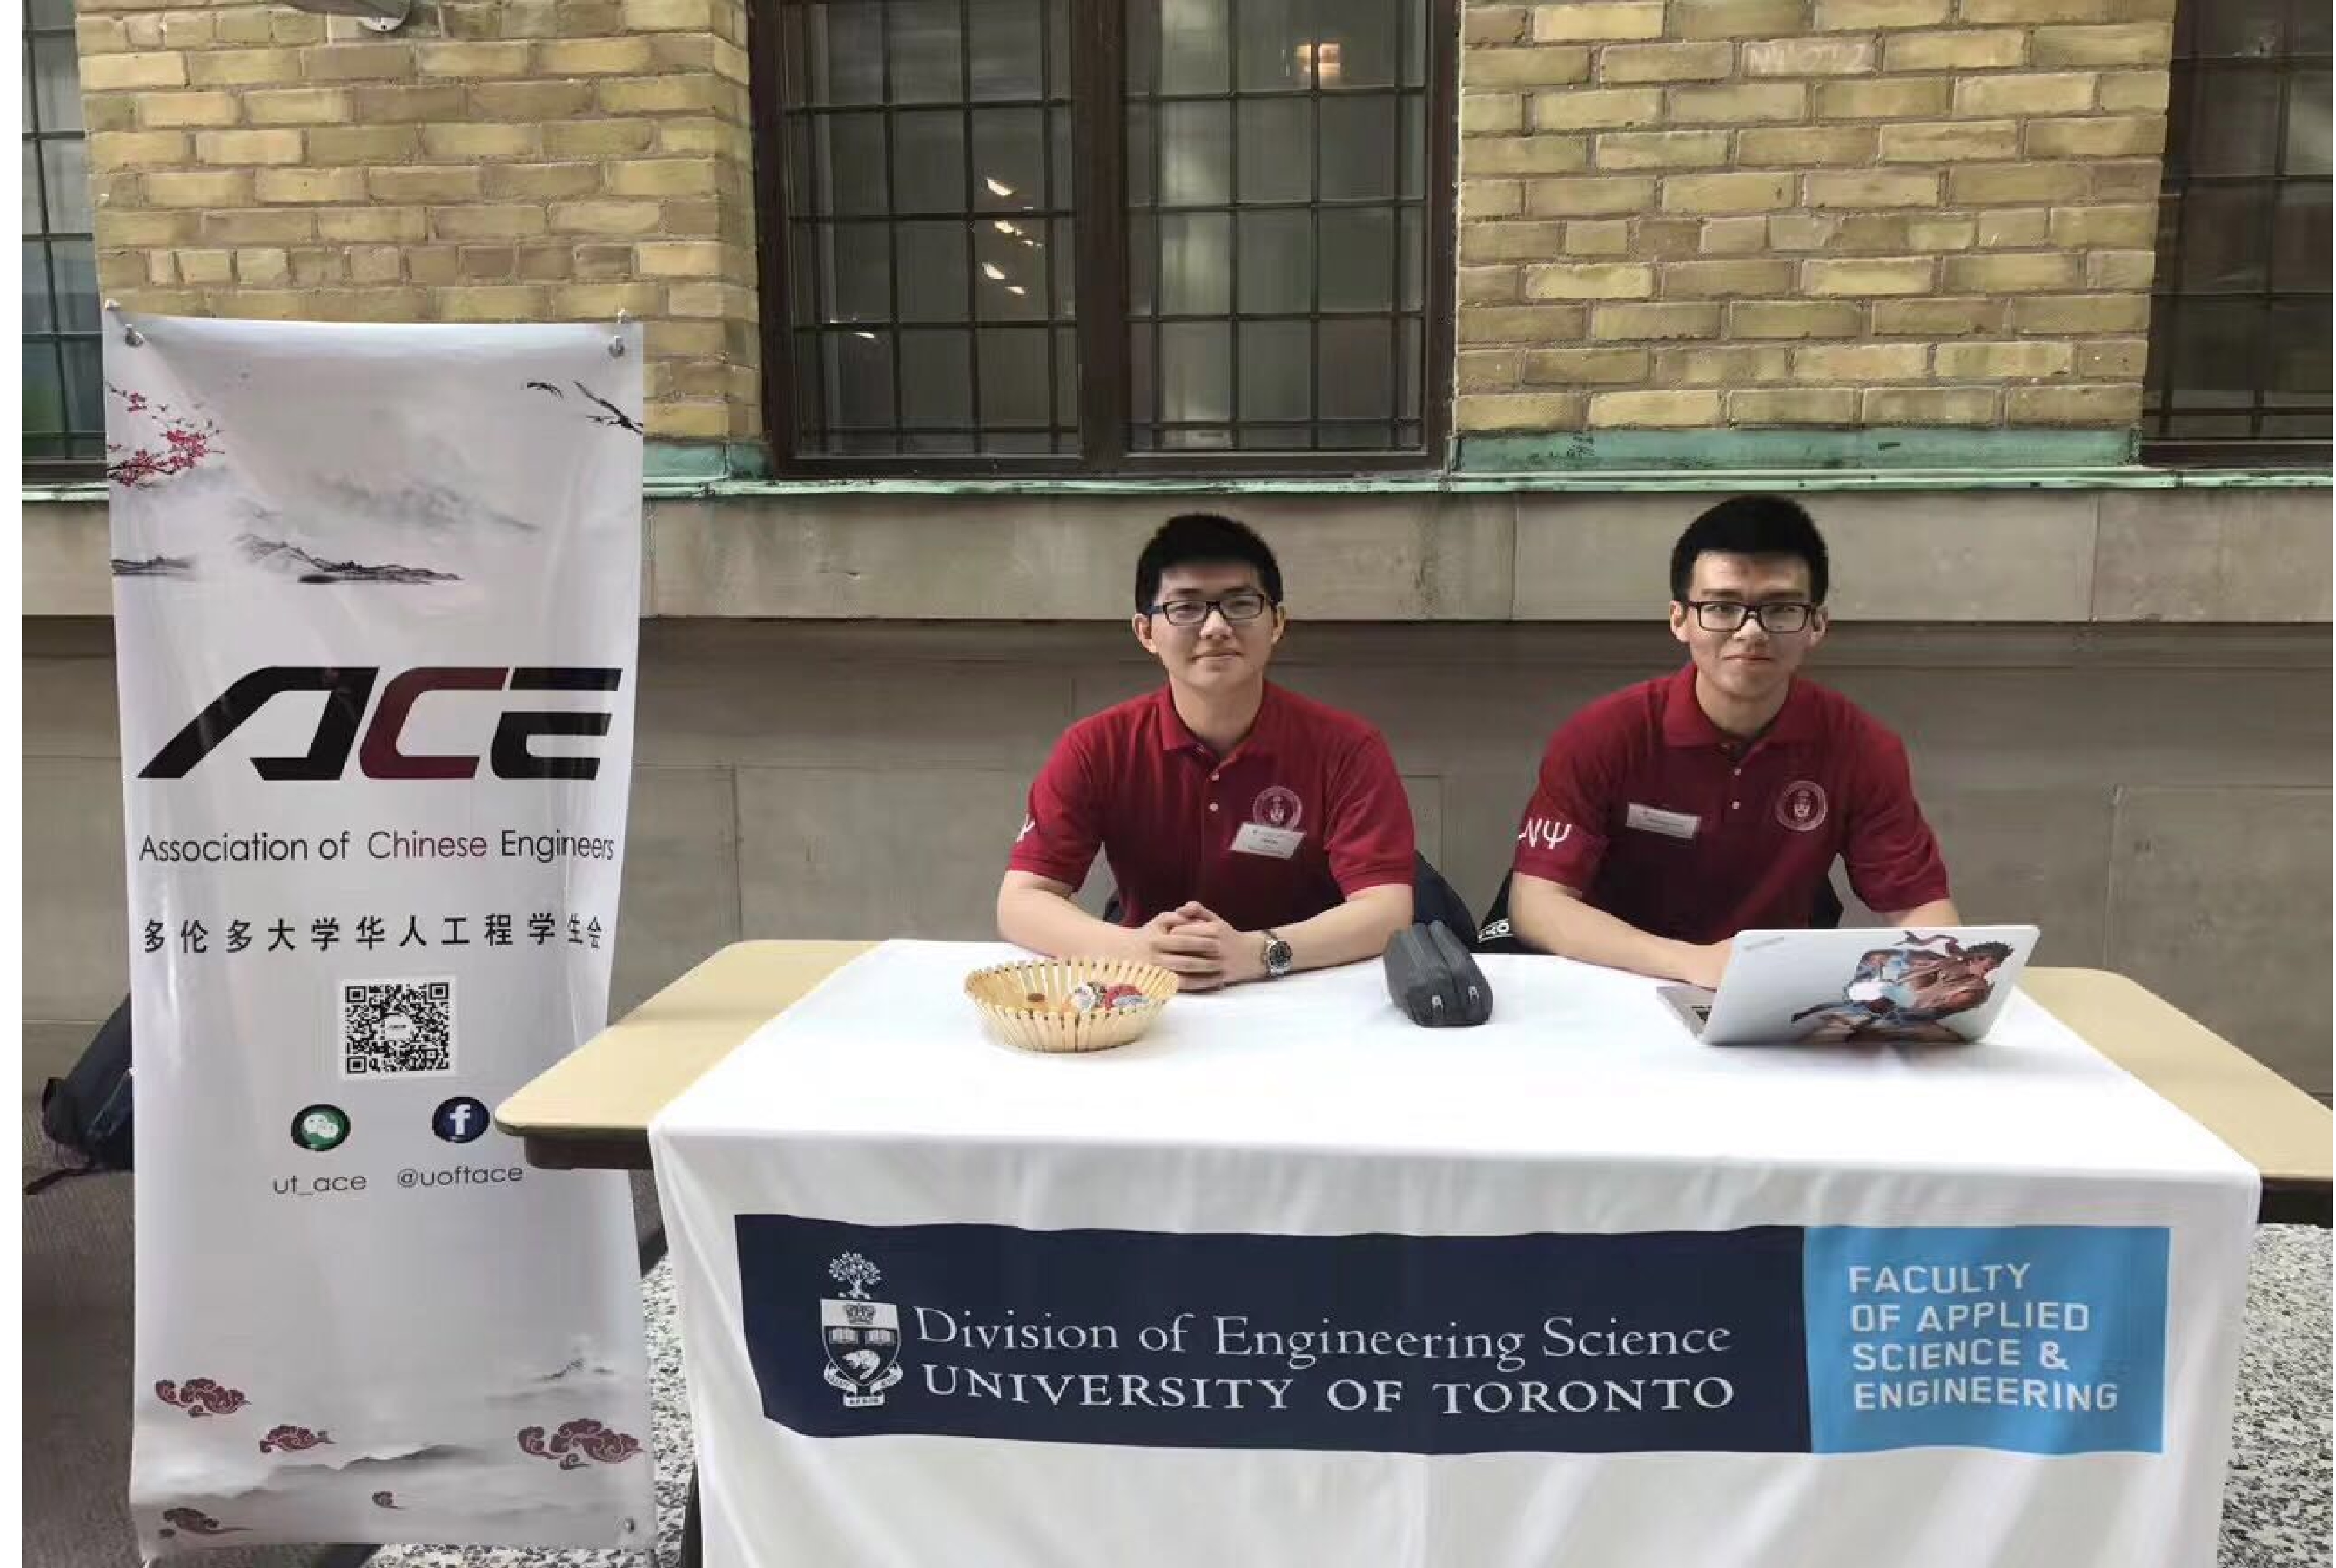 ACE
Association of Chinese Engineers
多伦多大学华人工程学生会
ut_ace @uoftace
NΨ
Division of Engineering Science
UNIVERSITY OF TORONTO
FACULTY
OF APPLIED
SCIENCE &
ENGINEERING